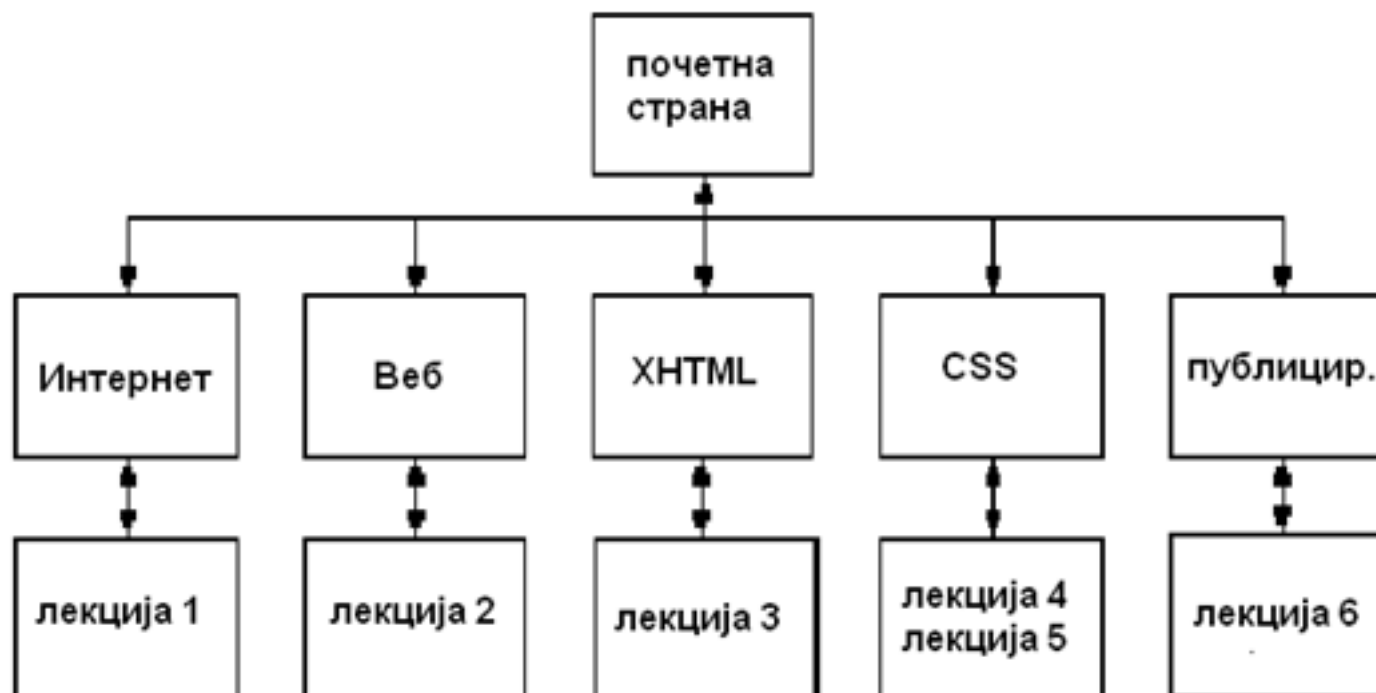 почетна
страна
Интернет
Веб
XHTML
CSS
публицир.
лекција 1
лекција 2
лекција 3
лекција 4
лекција 5
лекција 6